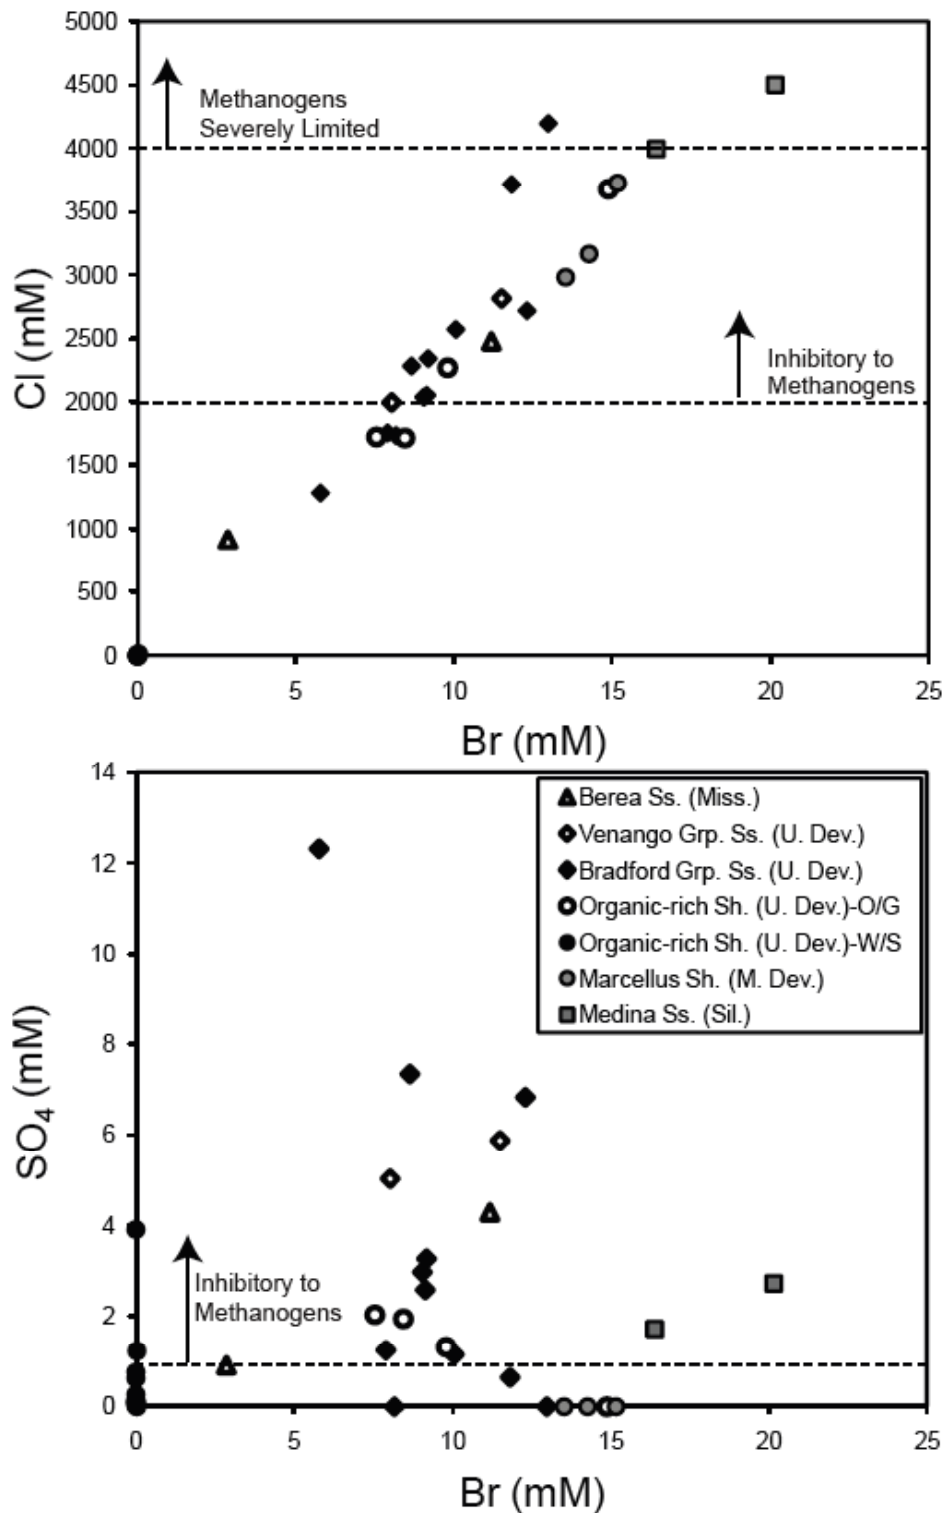 5000
4500
4000
3500
3000
2500
2000
1500
1000
500
0
Cl (mM)
Methanogens
Severely Limited
Inhibitory to
Methanogens
0 5 10 15 20 25
Br (mM)
14
12
10
8
6
4
2
0
SO4 (mM)
Berea Ss. (Miss.)
Venango Grp. Ss. (U. Dev.)
Bradford Grp. Ss. (U. Dev.)
Organic-rich Sh. (U. Dev.)-O/G
Organic-rich Sh. (U. Dev.)-W/S
Marcellus Sh. (M. Dev.)
Medina Ss. (Sil.)
Inhibitory to
Methanogens
0 5 10 15 20 25
Br (mM)